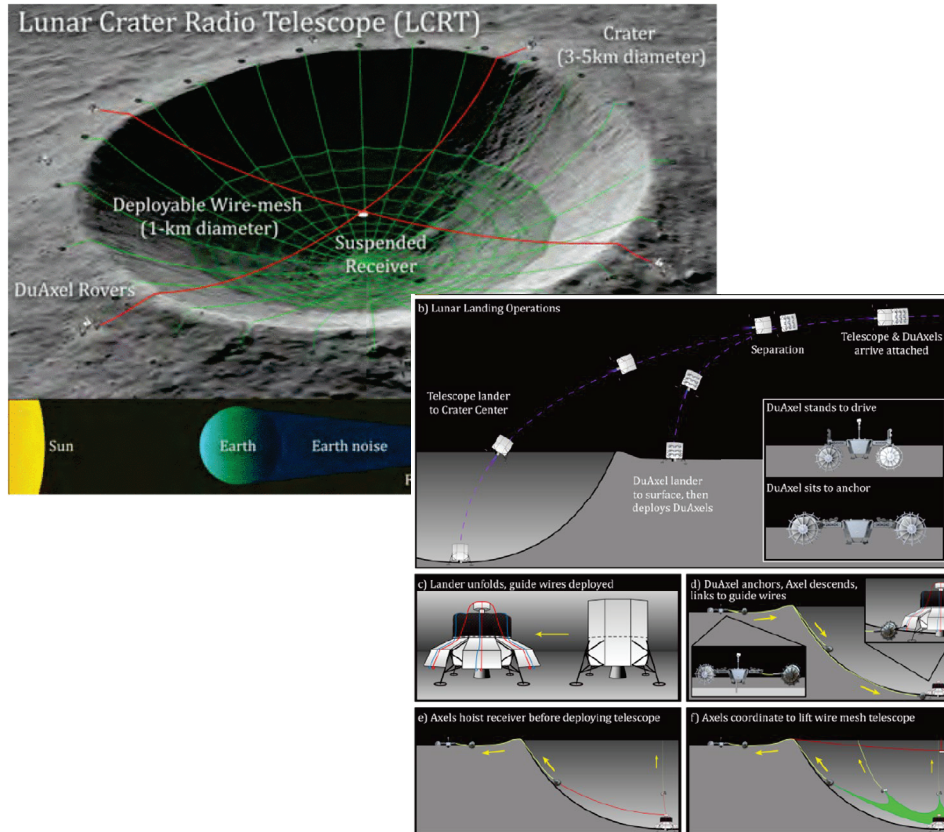 Lunar Crater Radio Telescope (LCRT)
Crater
(3-5km diameter)
Deployable Wire-mesh
(1-km diameter)
Suspended
Receiver
DuAxel Rovers
Sun
Earth
Earth noise
F
b) Lunar Landing Operations
Separation
Telescope & DuAxels
arrive attached
Telescope lander
to Crater Center
DuAxel lander
to surface, then
deploys DuAxels
DuAxel stands to drive
DuAxel sits to anchor
c) Lander unfolds, guide wires deployed
d) DuAxel anchors, Axel descends,
links to guide wires
e) Axels hoist receiver before deploying telescope
f) Axels coordinate to lift wire mesh telescope